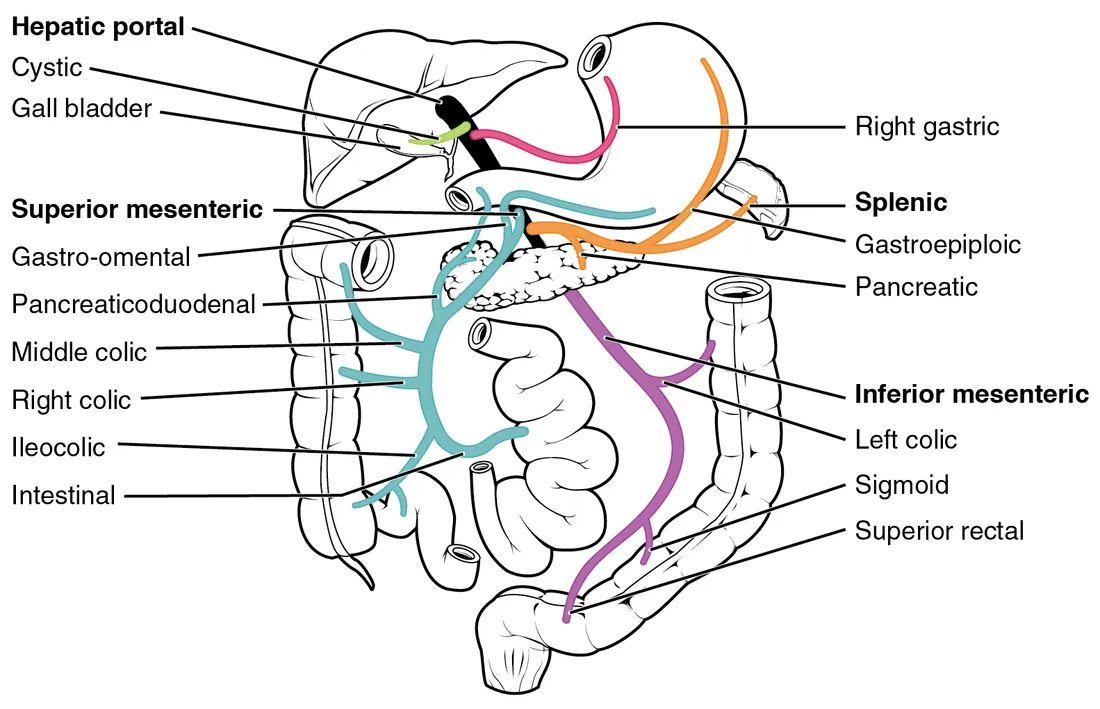 Hepatic portal
Cystic
Gall bladder
Superior mesenteric
Gastro-omental
Pancreaticoduodenal
Middle colic
Right colic
Ileocolic
Intestinal
Right gastric
Splenic
Gastroepiploic
Pancreatic
Inferior mesenteric
Left colic
Sigmoid
Superior rectal